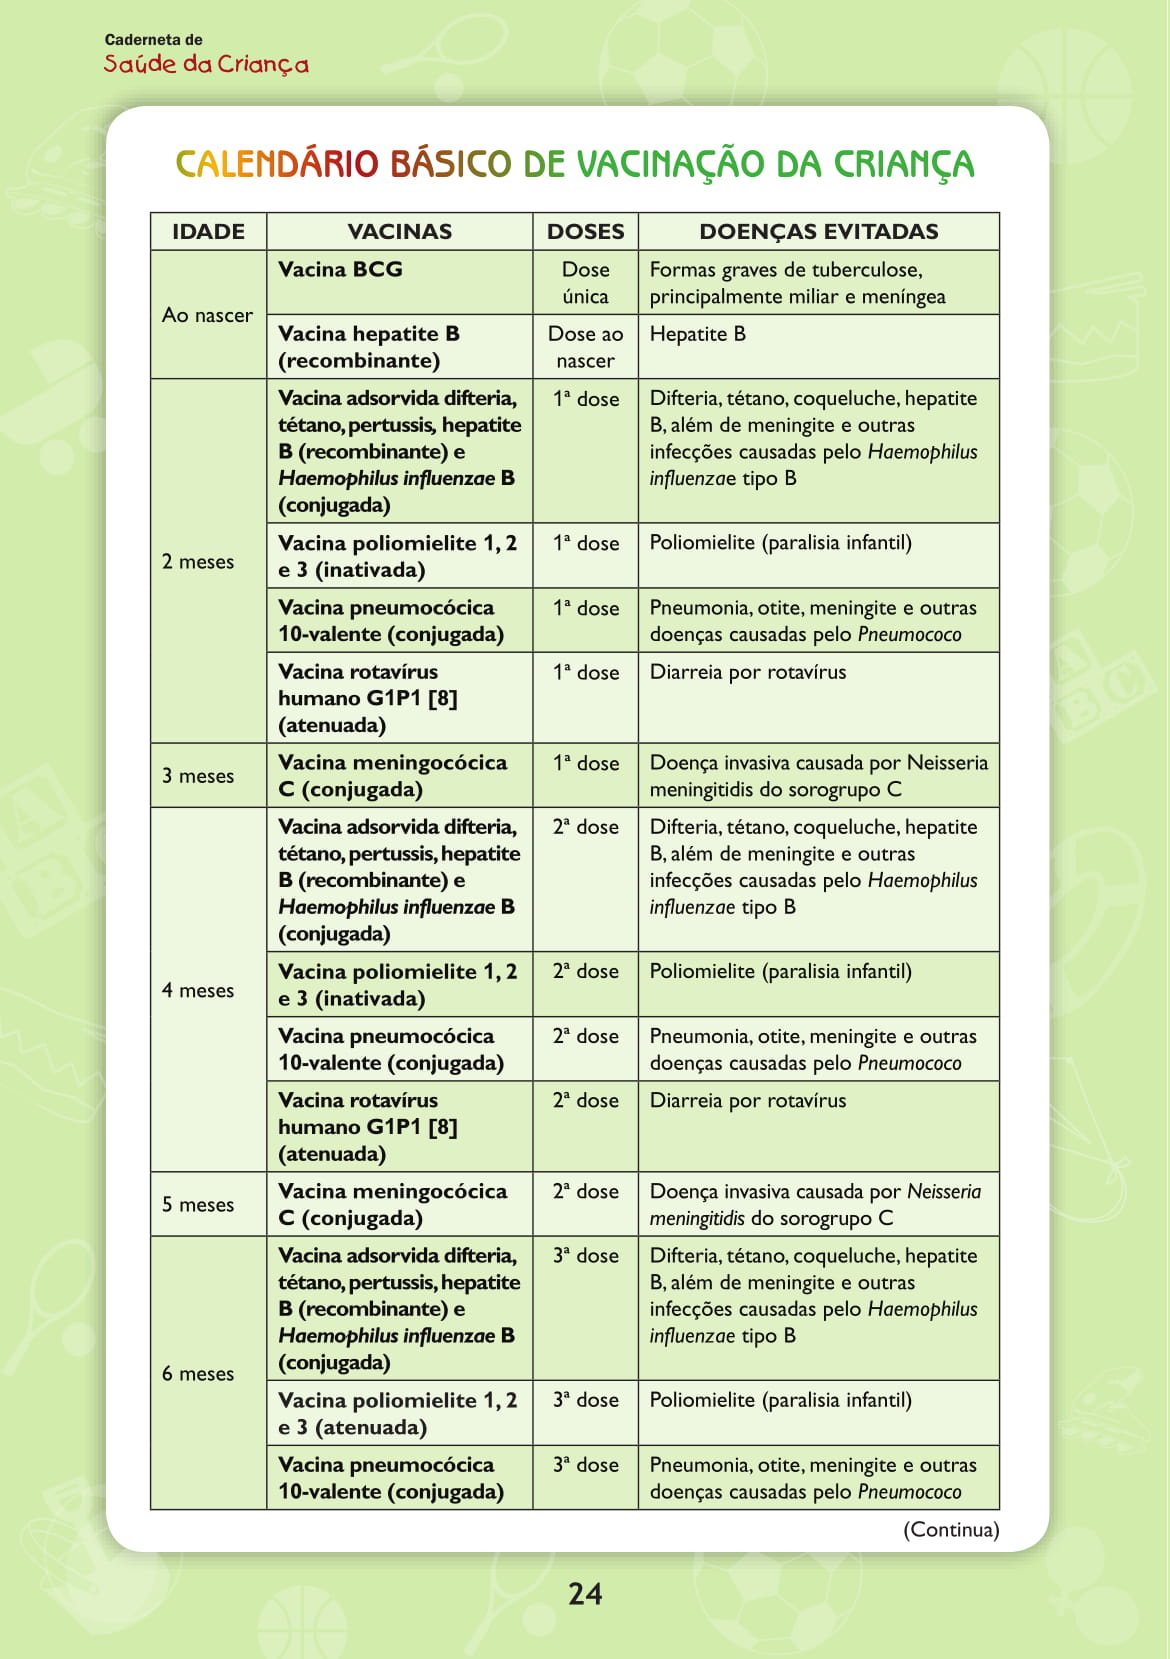 Caderneta de
Saúde da Criança
CALENDÁRIO BÁSICO DE VACINAÇÃO DA CRIANÇA
IDADE VACINAS DOSES DOENÇAS EVITADAS
Ao nascer
Vacina BCG
Dose
única
Formas graves de tuberculose,
principalmente miliar e meníngea
Vacina hepatite B
(recombinante)
Dose ao
nascer
Hepatite B
2 meses
Vacina adsorvida difteria,
tétano, pertussis, hepatite
B (recombinante) e
Haemophilus influenzae B
(conjugada)
1ª dose
Difteria, tétano, coqueluche, hepatite
B, além de meningite e outras
infecções causadas pelo Haemophilus
influenzae tipo B
Vacina poliomielite 1, 2
e 3 (inativada)
1ª dose
Poliomielite (paralisia infantil)
Vacina pneumocócica
10-valente (conjugada)
1ª dose
Pneumonia, otite, meningite e outras
doenças causadas pelo Pneumococo
Vacina rotavírus
humano G1P1 [8]
(atenuada)
1ª dose
Diarreia por rotavírus
3 meses
Vacina meningocócica
C (conjugada)
1ª dose
Doença invasiva causada por Neisseria
meningitidis do sorogrupo C
4 meses
Vacina adsorvida difteria,
tétano, pertussis, hepatite
B (recombinante) e
Haemophilus influenzae B
(conjugada)
2ª dose
Difteria, tétano, coqueluche, hepatite
B, além de meningite e outras
infecções causadas pelo Haemophilus
influenzae tipo B
Vacina poliomielite 1, 2
e 3 (inativada)
2ª dose
Poliomielite (paralisia infantil)
Vacina pneumocócica
10-valente (conjugada)
2ª dose
Pneumonia, otite, meningite e outras
doenças causadas pelo Pneumococo
Vacina rotavírus
humano G1P1 [8]
(atenuada)
2ª dose
Diarreia por rotavírus
5 meses
Vacina meningocócica
C (conjugada)
2ª dose
Doença invasiva causada por Neisseria
meningitidis do sorogrupo C
6 meses
Vacina adsorvida difteria,
tétano, pertussis, hepatite
B (recombinante) e
Haemophilus influenzae B
(conjugada)
3ª dose
Difteria, tétano, coqueluche, hepatite
B, além de meningite e outras
infecções causadas pelo Haemophilus
influenzae tipo B
Vacina poliomielite 1, 2
e 3 (atenuada)
3ª dose
Poliomielite (paralisia infantil)
Vacina pneumocócica
10-valente (conjugada)
3ª dose
Pneumonia, otite, meningite e outras
doenças causadas pelo Pneumococo
(Continua)
24
A
B
C
A
B
C